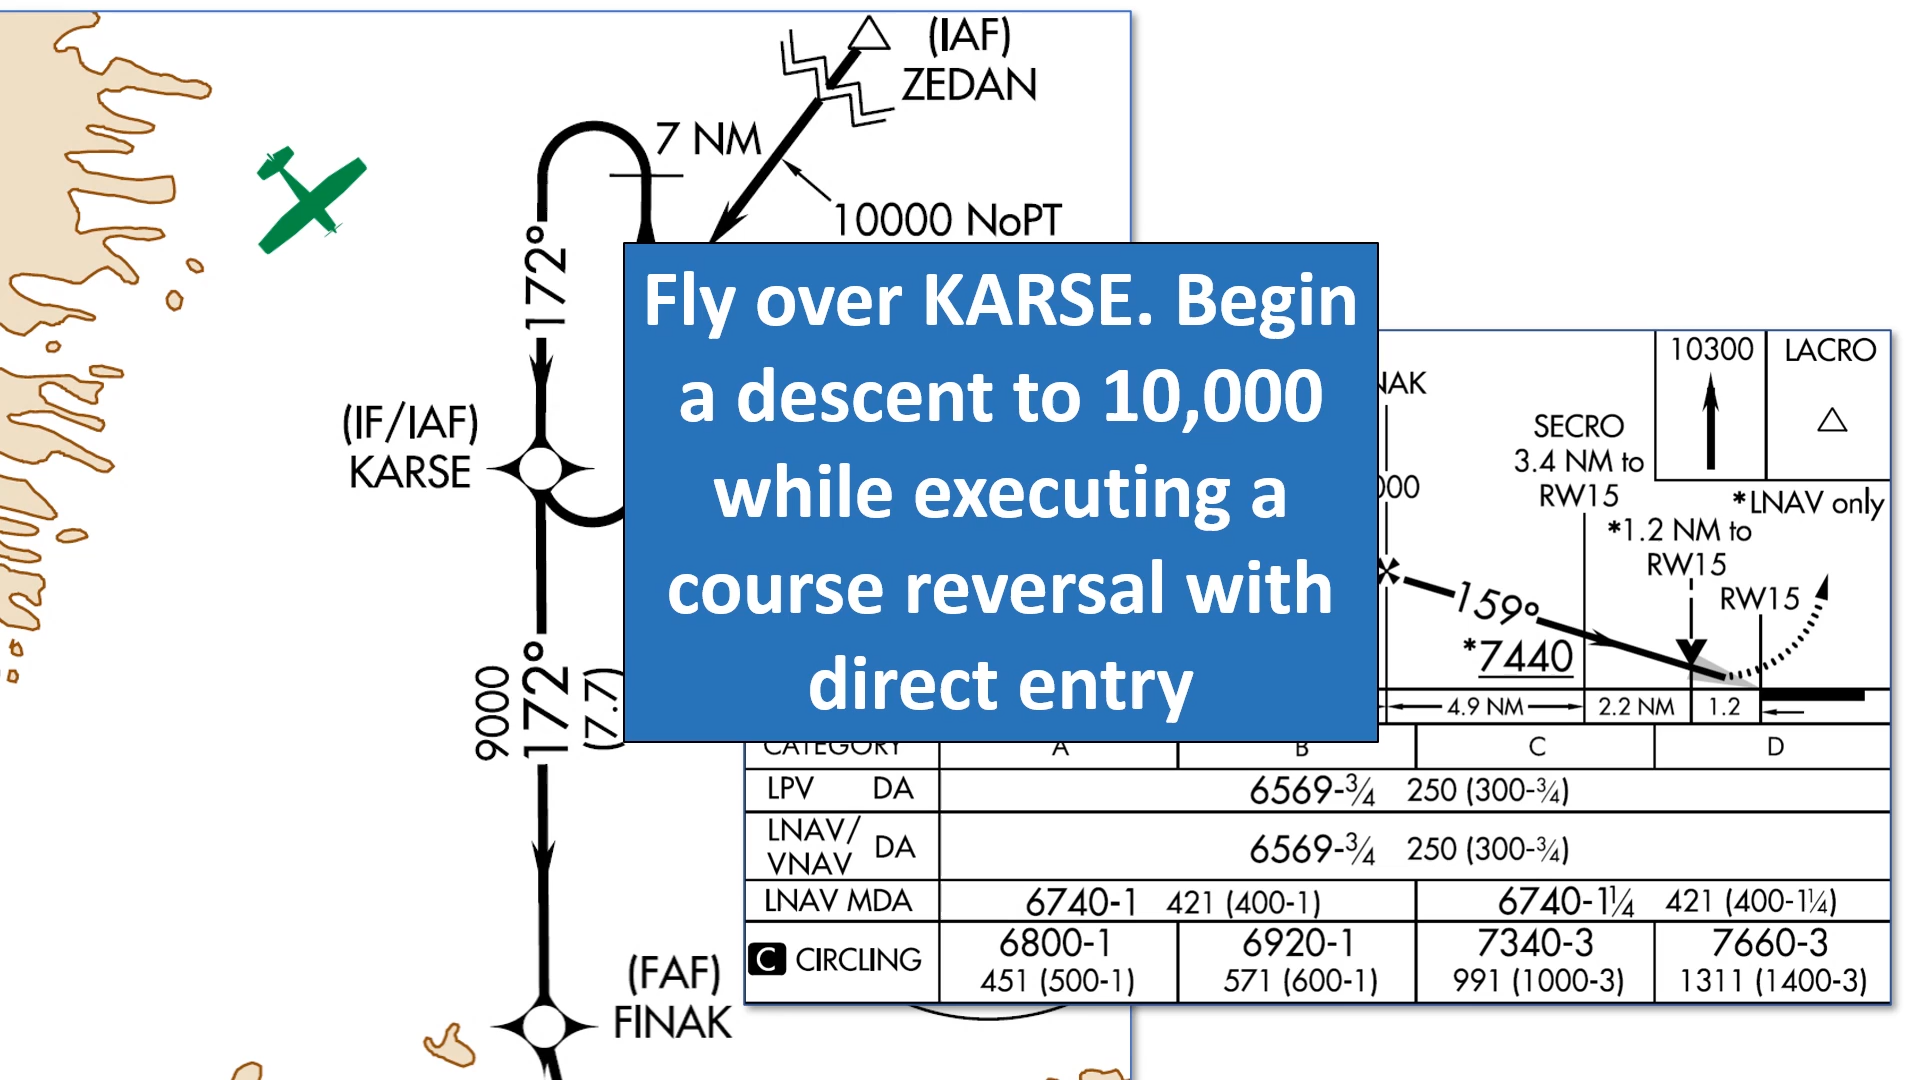 (IAF)
ZEDAN
7 NM
10000 NoPT
172°
(IF/IAF)
KARSE
9000
172°
(7.7)
(FAF)
FINAK
Fly over KARSE. Begin
a descent to 10,000
while executing a
course reversal with
direct entry
10300
LACRO
SECRO
3.4 NM to
RW15
*LNAV only
*1.2 NM to
RW15
RW15
159°
*7440
4.9 NM
2.2 NM
1.2
CATEGORY A B C D
LPV DA 6569-¾ 250 (300-¾)
LNAV/
VNAV DA 6569-¾ 250 (300-¾)
LNAV MDA 6740-1 421 (400-1) 6740-1¼ 421 (400-1¼)
C CIRCLING 6800-1 6920-1 7340-3 7660-3
451 (500-1) 571 (600-1) 991 (1000-3) 1311 (1400-3)